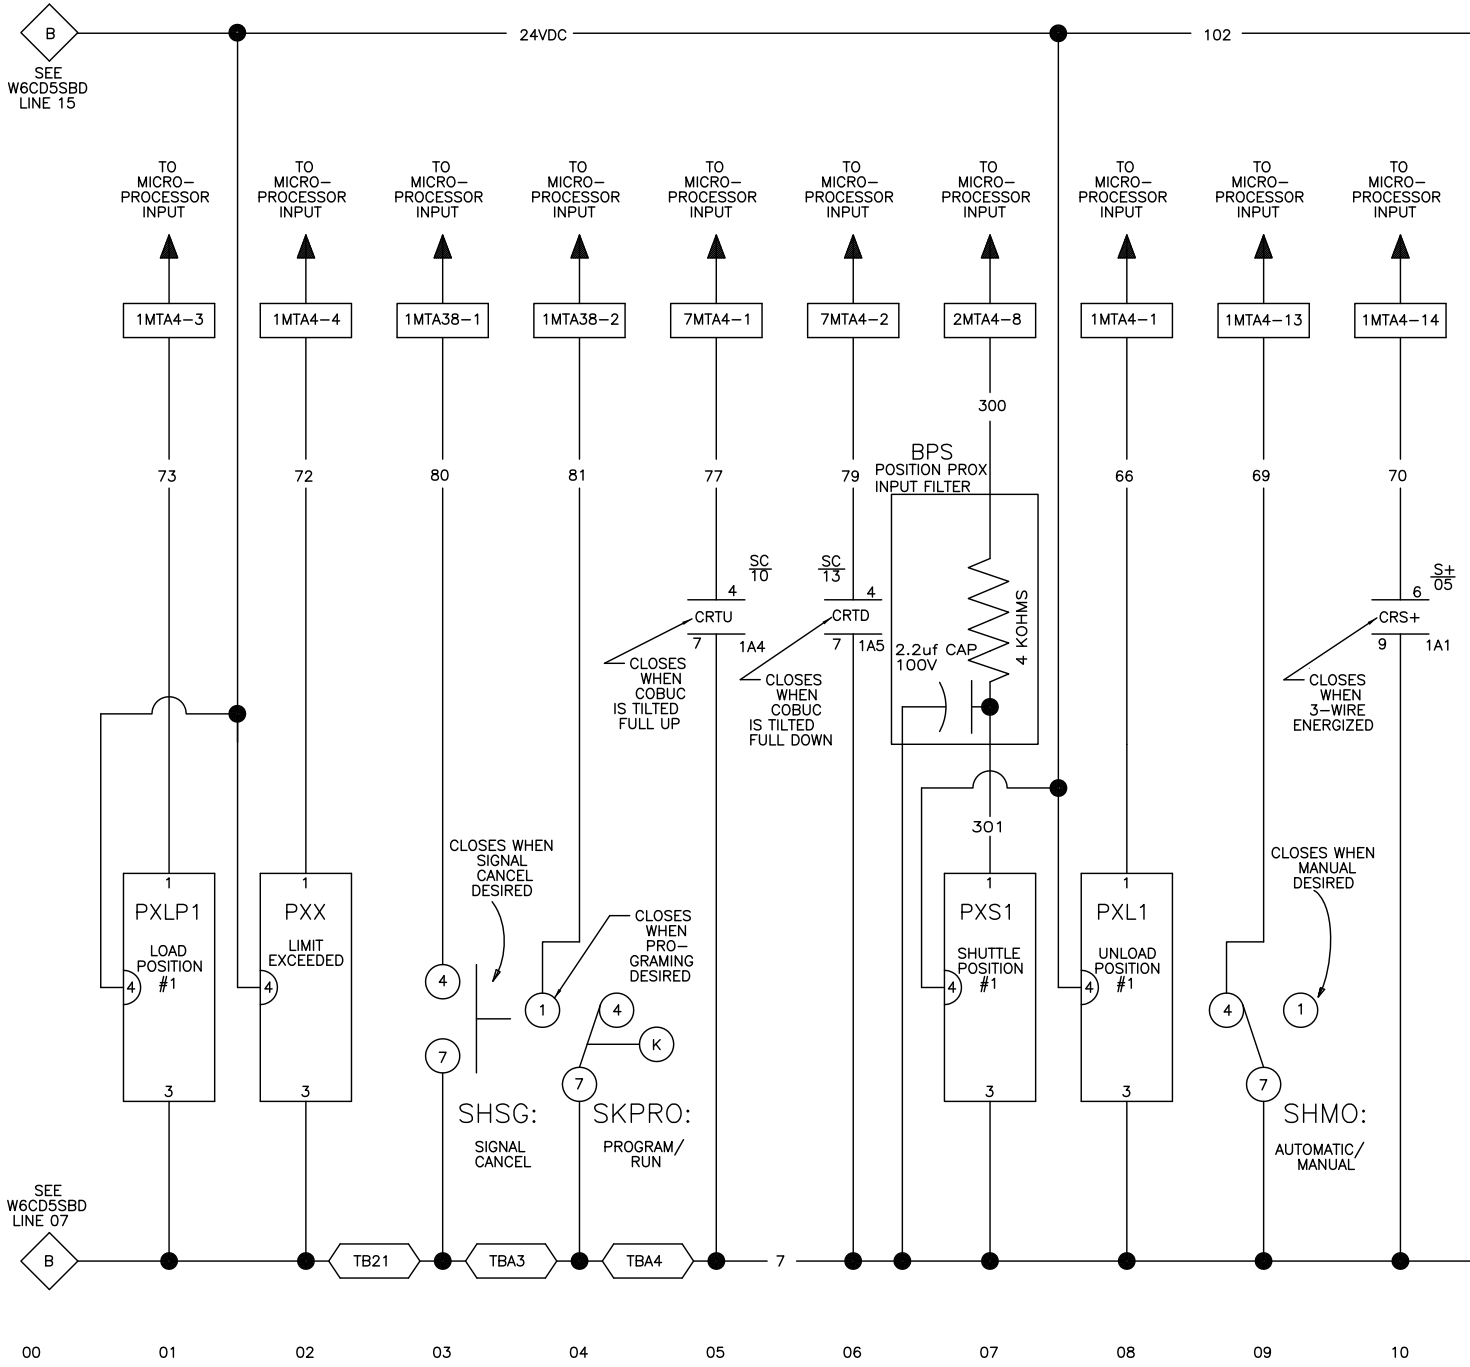 B
24VDC
102
SEE
W6CD5SBD
LINE 15
TO
MICRO-
PROCESSOR
INPUT
TO
MICRO-
PROCESSOR
INPUT
TO
MICRO-
PROCESSOR
INPUT
TO
MICRO-
PROCESSOR
INPUT
TO
MICRO-
PROCESSOR
INPUT
TO
MICRO-
PROCESSOR
INPUT
TO
MICRO-
PROCESSOR
INPUT
TO
MICRO-
PROCESSOR
INPUT
TO
MICRO-
PROCESSOR
INPUT
TO
MICRO-
PROCESSOR
INPUT
1MTA4-3
1MTA4-4
1MTA38-1
1MTA38-2
7MTA4-1
7MTA4-2
2MTA4-8
1MTA4-1
1MTA4-13
1MTA4-14
300
73
72
80
81
77
79
66
69
70
BPS
POSITION PROX
INPUT FILTER
4 KOHMS
2.2uf CAP
100V
301
SC
10
4
CRTU
7
1A4
CLOSES
WHEN
COBUC
IS TILTED
FULL UP
SC
13
4
CRTD
7
1A5
CLOSES
WHEN
COBUC
IS TILTED
FULL DOWN
S+
05
6
CRS+
9
1A1
CLOSES
WHEN
3-WIRE
ENERGIZED
1
PXLP1
LOAD
POSITION
#1
4
3
1
PXX
LIMIT
EXCEEDED
4
3
CLOSES WHEN
SIGNAL
CANCEL
DESIRED
4
7
SHSG:
SIGNAL
CANCEL
CLOSES
WHEN
PRO-
GRAMING
DESIRED
1
4
K
7
SKPRO:
PROGRAM/
RUN
1
PXS1
SHUTTLE
POSITION
#1
4
3
1
PXL1
UNLOAD
POSITION
#1
4
3
CLOSES WHEN
MANUAL
DESIRED
4
1
7
SHMO:
AUTOMATIC/
MANUAL
SEE
W6CD5SBD
LINE 07
B
TB21
TBA3
TBA4
7
00
01
02
03
04
05
06
07
08
09
10